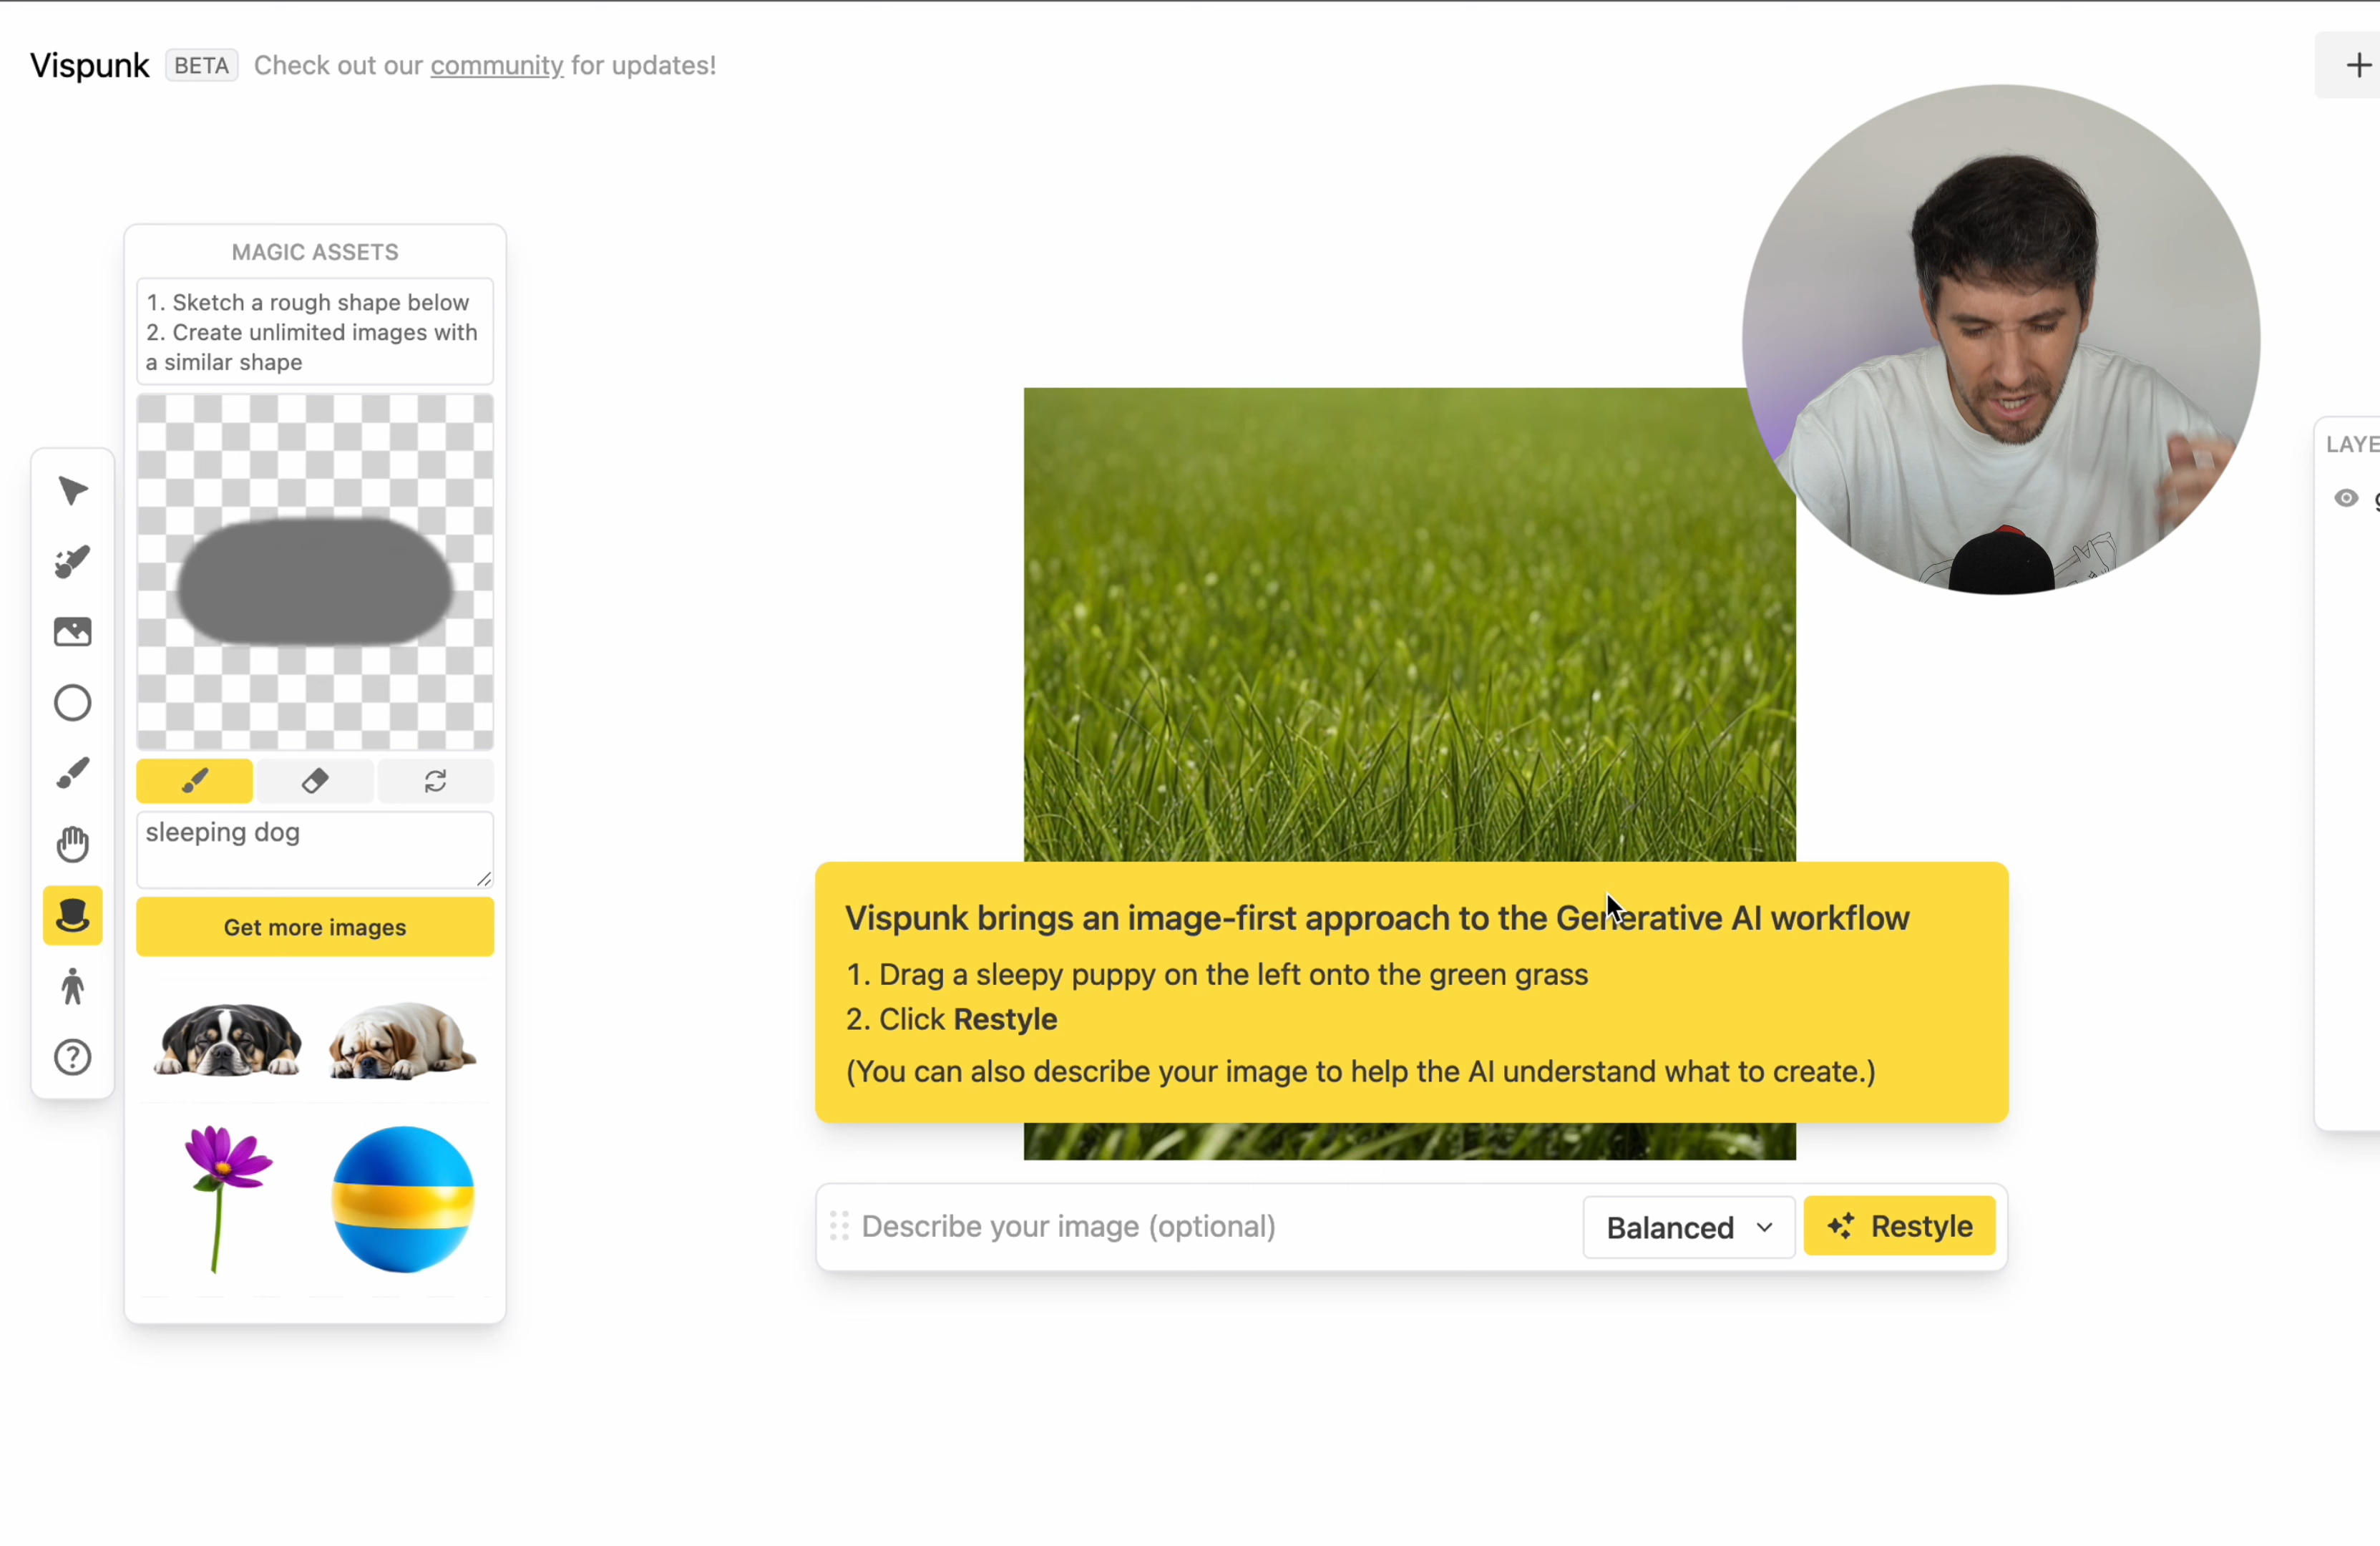 Vispunk BETA Check out our community for updates!
MAGIC ASSETS
1. Sketch a rough shape below
2. Create unlimited images with
a similar shape
sleeping dog
Get more images
Vispunk brings an image-first approach to the Generative AI workflow
1. Drag a sleepy puppy on the left onto the green grass
2. Click Restyle
(You can also describe your image to help the AI understand what to create.)
Describe your image (optional)
Balanced
Restyle
LAYE